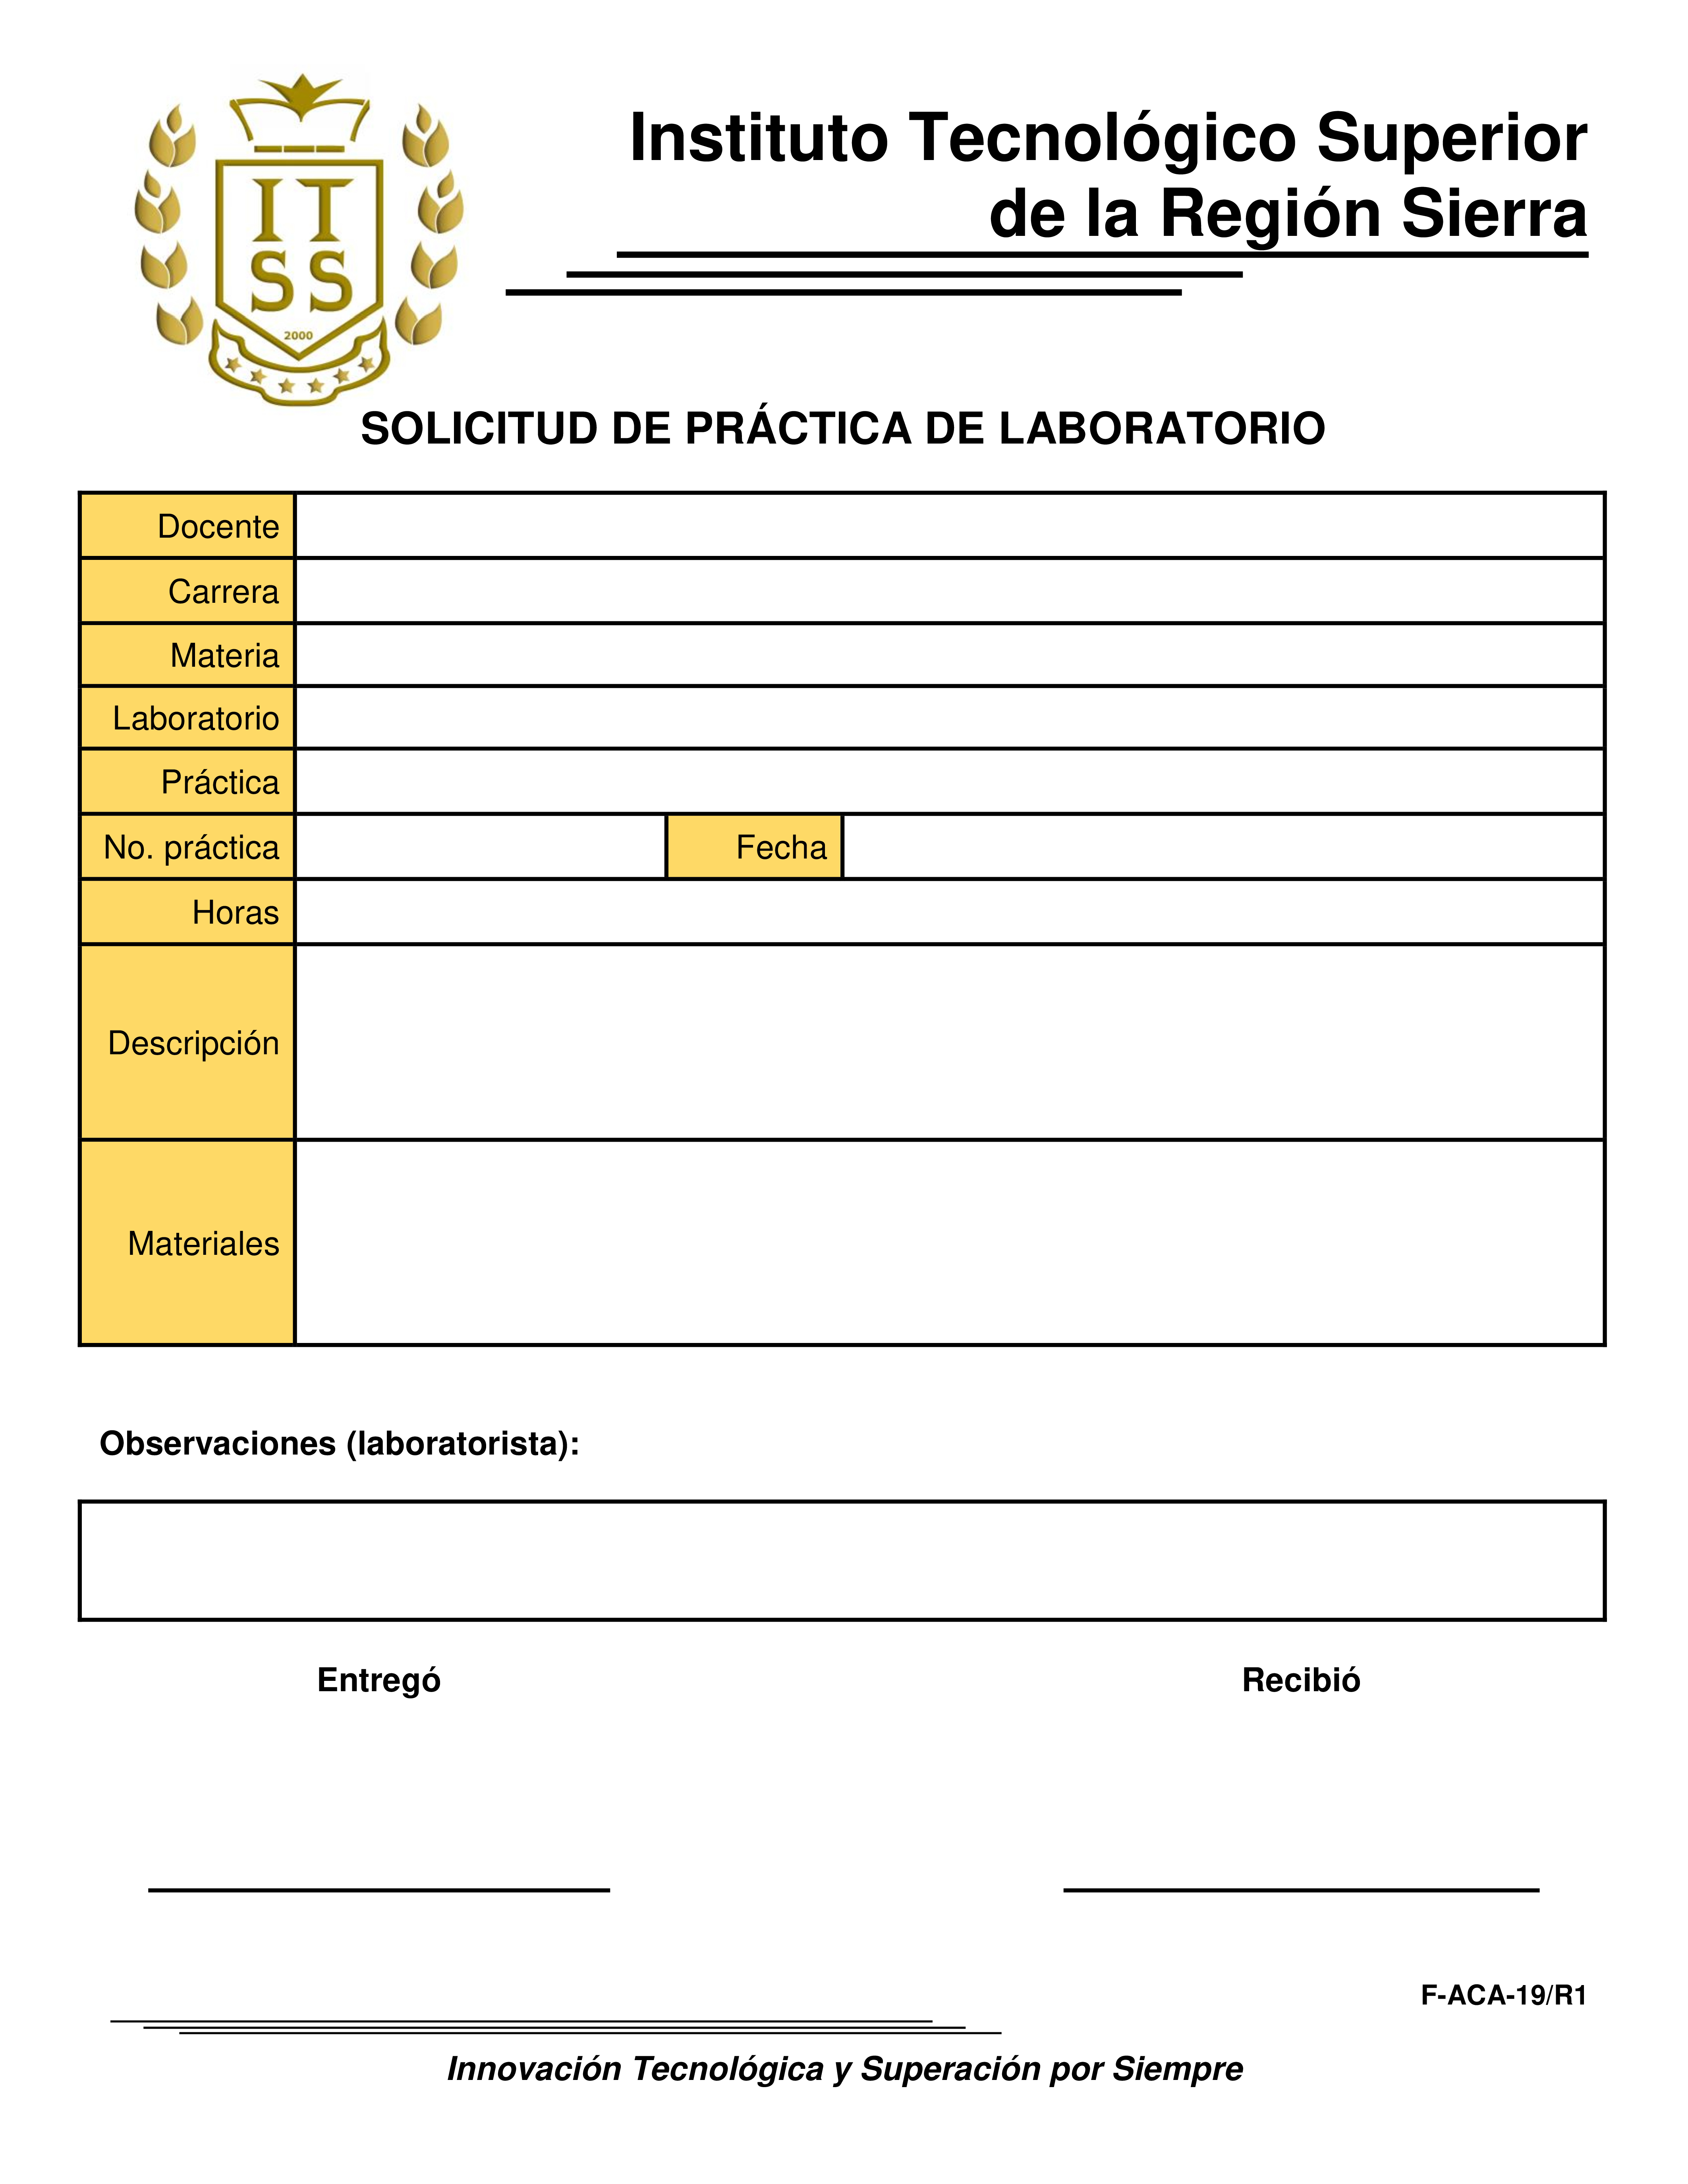 IT
SS
2000
Instituto Tecnológico Superior
de la Región Sierra
SOLICITUD DE PRÁCTICA DE LABORATORIO
Docente
Carrera
Materia
Laboratorio
Práctica
No. práctica Fecha
Horas
Descripción
Materiales
Observaciones (laboratorista):
Entregó Recibió
F-ACA-19/R1
Innovación Tecnológica y Superación por Siempre